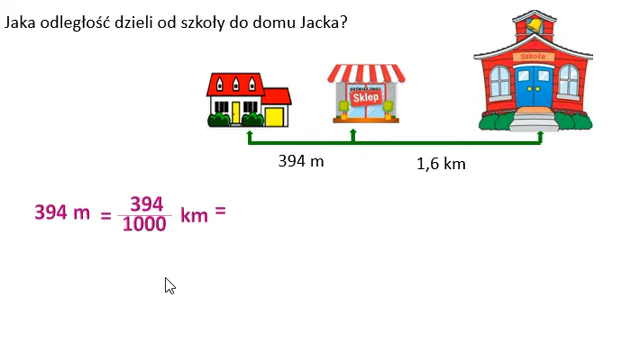 Jaka odległość dzieli od szkoły do domu Jacka?
Szkoła
Sklep
394 m
1,6 km
394 m = 394/1000 km =